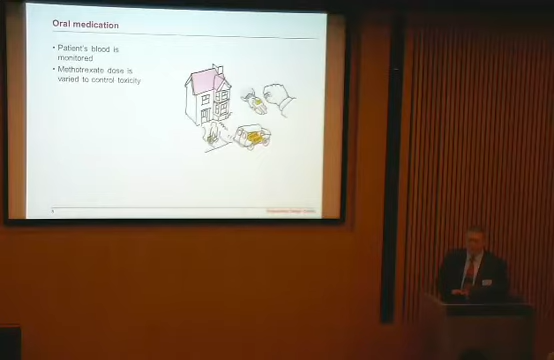 Oral medication
• Patient's blood is
monitored
• Methotrexate dose is
varied to control toxicity